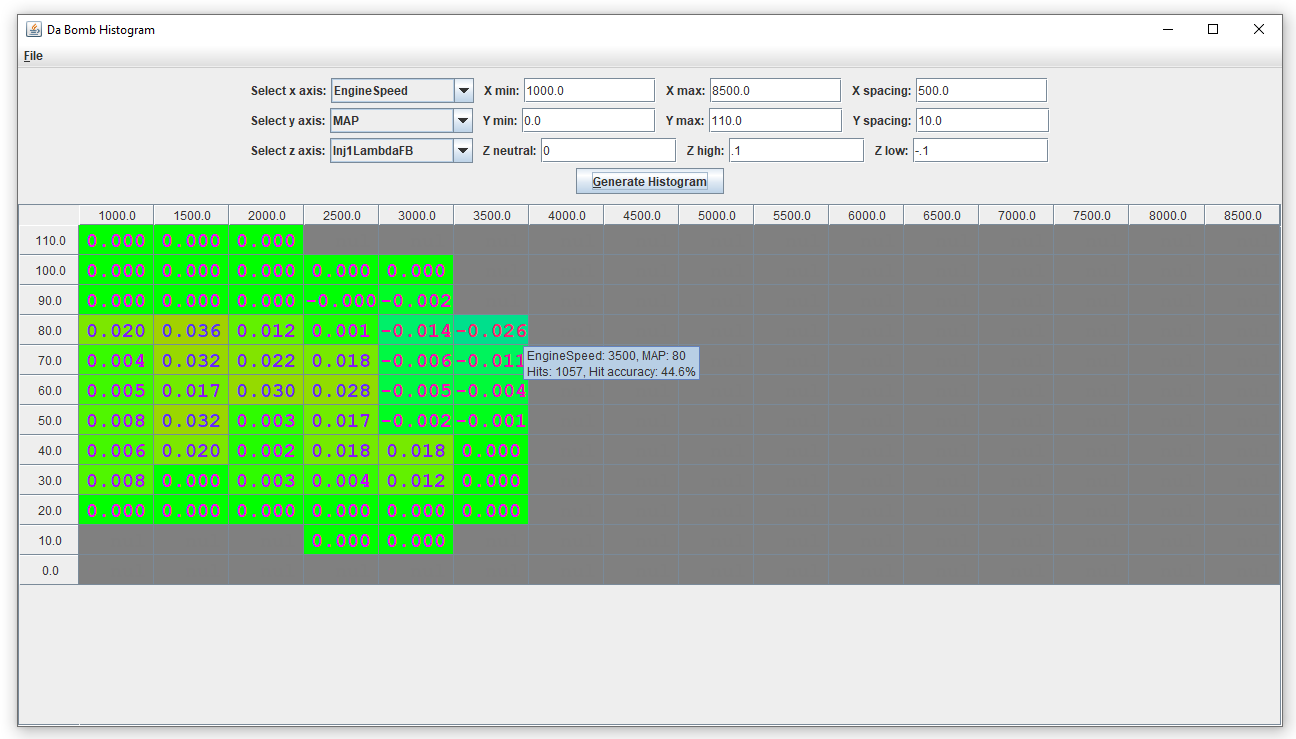 Da Bomb Histogram
File
Select x axis: EngineSpeed X min: 1000.0 X max: 8500.0 X spacing: 500.0
Select y axis: MAP Y min: 0.0 Y max: 110.0 Y spacing: 10.0
Select z axis: Inj1LambdaFB Z neutral: 0 Z high: .1 Z low: -.1
Generate Histogram
1000.0 1500.0 2000.0 2500.0 3000.0 3500.0 4000.0 4500.0 5000.0 5500.0 6000.0 6500.0 7000.0 7500.0 8000.0 8500.0
110.0 0.000 0.000 0.000
100.0 0.000 0.000 0.000 0.000 0.000
90.0 0.000 0.000 0.000 -0.000 -0.002
80.0 0.020 0.036 0.012 0.001 -0.014 -0.026
70.0 0.004 0.032 0.022 0.018 -0.006 -0.011
EngineSpeed: 3500, MAP: 80
Hits: 1057, Hit accuracy: 44.6%
60.0 0.005 0.017 0.030 0.028 -0.005 -0.004
50.0 0.008 0.032 0.003 0.017 -0.002 -0.001
40.0 0.006 0.020 0.002 0.018 0.018 0.000
30.0 0.008 0.000 0.003 0.004 0.012 0.000
20.0 0.000 0.000 0.000 0.000 0.000 0.000
10.0 0.000 0.000
0.0